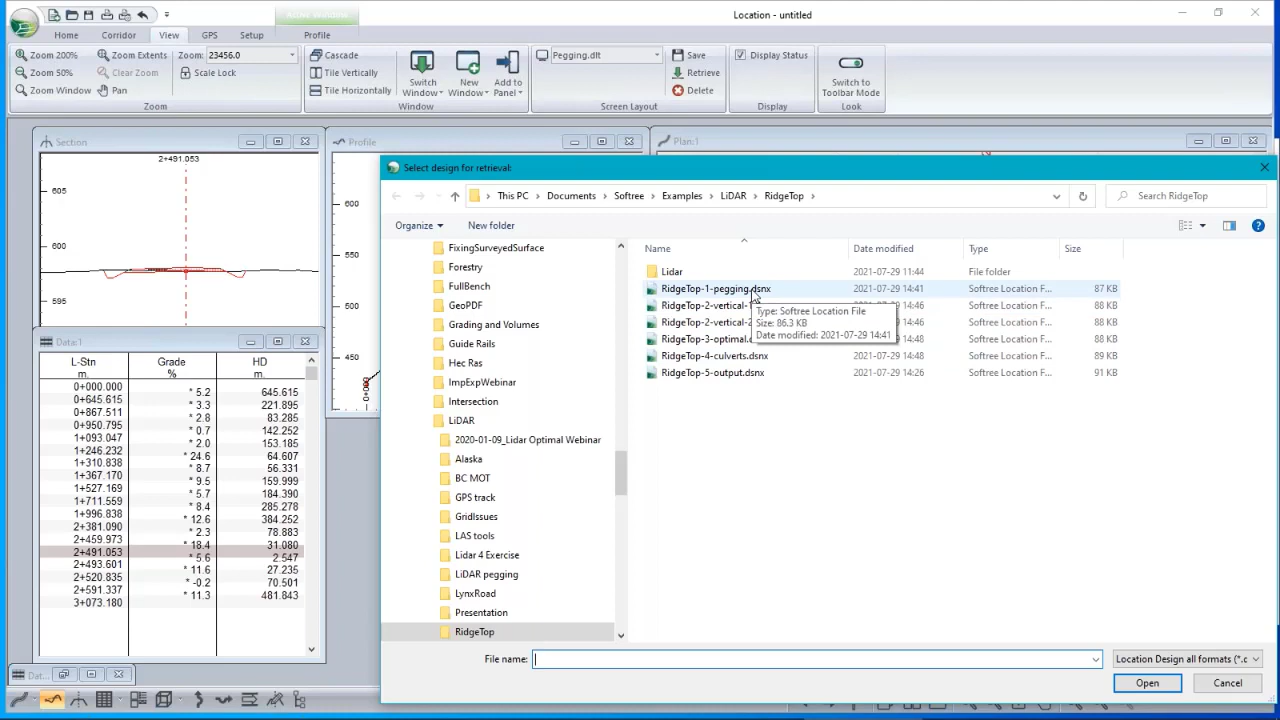 Active Window
Location - untitled
Home
Corridor
View
GPS
Setup
Profile
Zoom 200%
Zoom Extents
Zoom: 23456.0
Zoom 50%
Clear Zoom
Scale Lock
Zoom Window
Pan
Zoom
Cascade
Tile Vertically
Tile Horizontally
Switch
Window
New
Window
Add to
Panel
Window
Pegging.dlt
Save
Retrieve
Delete
Screen Layout
Display Status
Display
Switch to
Toolbar Mode
Look
Section
2+491.053
605
600
595
Profile
600
550
500
450
0+000
Plan:1
Data:1
L-Stn Grade HD
m. % m.
0+000.000
* 5.2 645.615
0+645.615
* 3.3 221.895
0+867.511
* 2.8 83.285
0+950.795
* 0.7 142.252
1+093.047
* 2.0 153.185
1+246.232
* 24.6 64.607
1+310.838
* 8.7 56.331
1+367.170
* 9.5 159.999
1+527.169
* 5.7 184.390
1+711.559
* 8.4 285.278
1+996.838
* 12.6 384.252
2+381.090
* 2.3 78.883
2+459.973
* 18.4 31.080
2+491.053
* 5.6 2.547
2+493.601
* 11.6 27.235
2+520.835
* -0.2 70.501
2+591.337
* 11.3 481.843
3+073.180
Dat...
Select design for retrieval:
This PC › Documents › Softree › Examples › LiDAR › RidgeTop ›
Search RidgeTop
Organize
New folder
FixingSurveyedSurface
Forestry
FullBench
GeoPDF
Grading and Volumes
Guide Rails
Hec Ras
ImpExpWebinar
Intersection
LiDAR
2020-01-09_Lidar Optimal Webinar
Alaska
BC MOT
GPS track
GridIssues
LAS tools
Lidar 4 Exercise
LiDAR pegging
LynxRoad
Presentation
RidgeTop
Name Date modified Type Size
Lidar 2021-07-29 11:44 File folder
RidgeTop-1-pegging.dsnx 2021-07-29 14:41 Softree Location F... 87 KB
RidgeTop-2-vertical- 14:46 Softree Location F... 88 KB
RidgeTop-2-vertical-2 14:46 Softree Location F... 88 KB
RidgeTop-3-optimal.d 14:48 Softree Location F... 88 KB
RidgeTop-4-culverts.dsnx 2021-07-29 14:48 Softree Location F... 89 KB
RidgeTop-5-output.dsnx 2021-07-29 14:26 Softree Location F... 91 KB
Type: Softree Location File
Size: 86.3 KB
Date modified: 2021-07-29 14:41
File name:
Location Design all formats (*.c
Open
Cancel